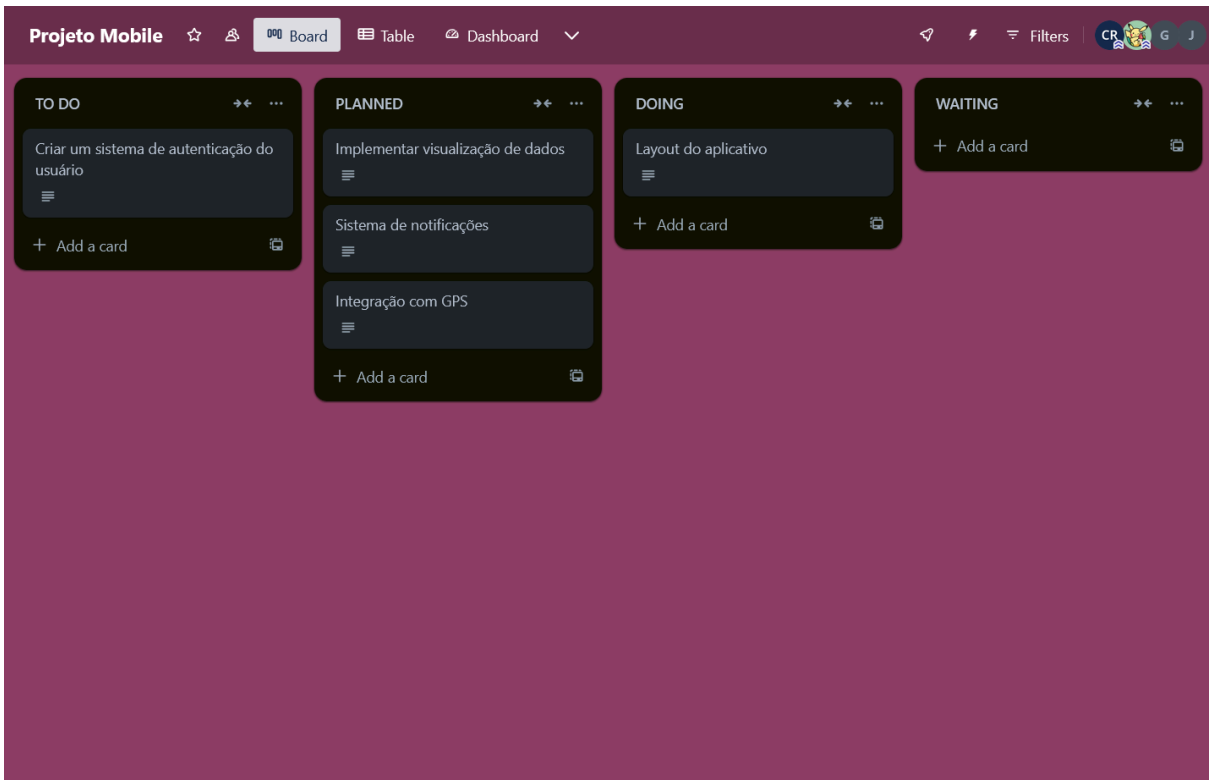 Projeto Mobile
Board
Table
Dashboard
Filters
CR
G
J
TO DO
Criar um sistema de autenticação do
usuário
+ Add a card
PLANNED
Implementar visualização de dados
Sistema de notificações
Integração com GPS
+ Add a card
DOING
Layout do aplicativo
+ Add a card
WAITING
+ Add a card